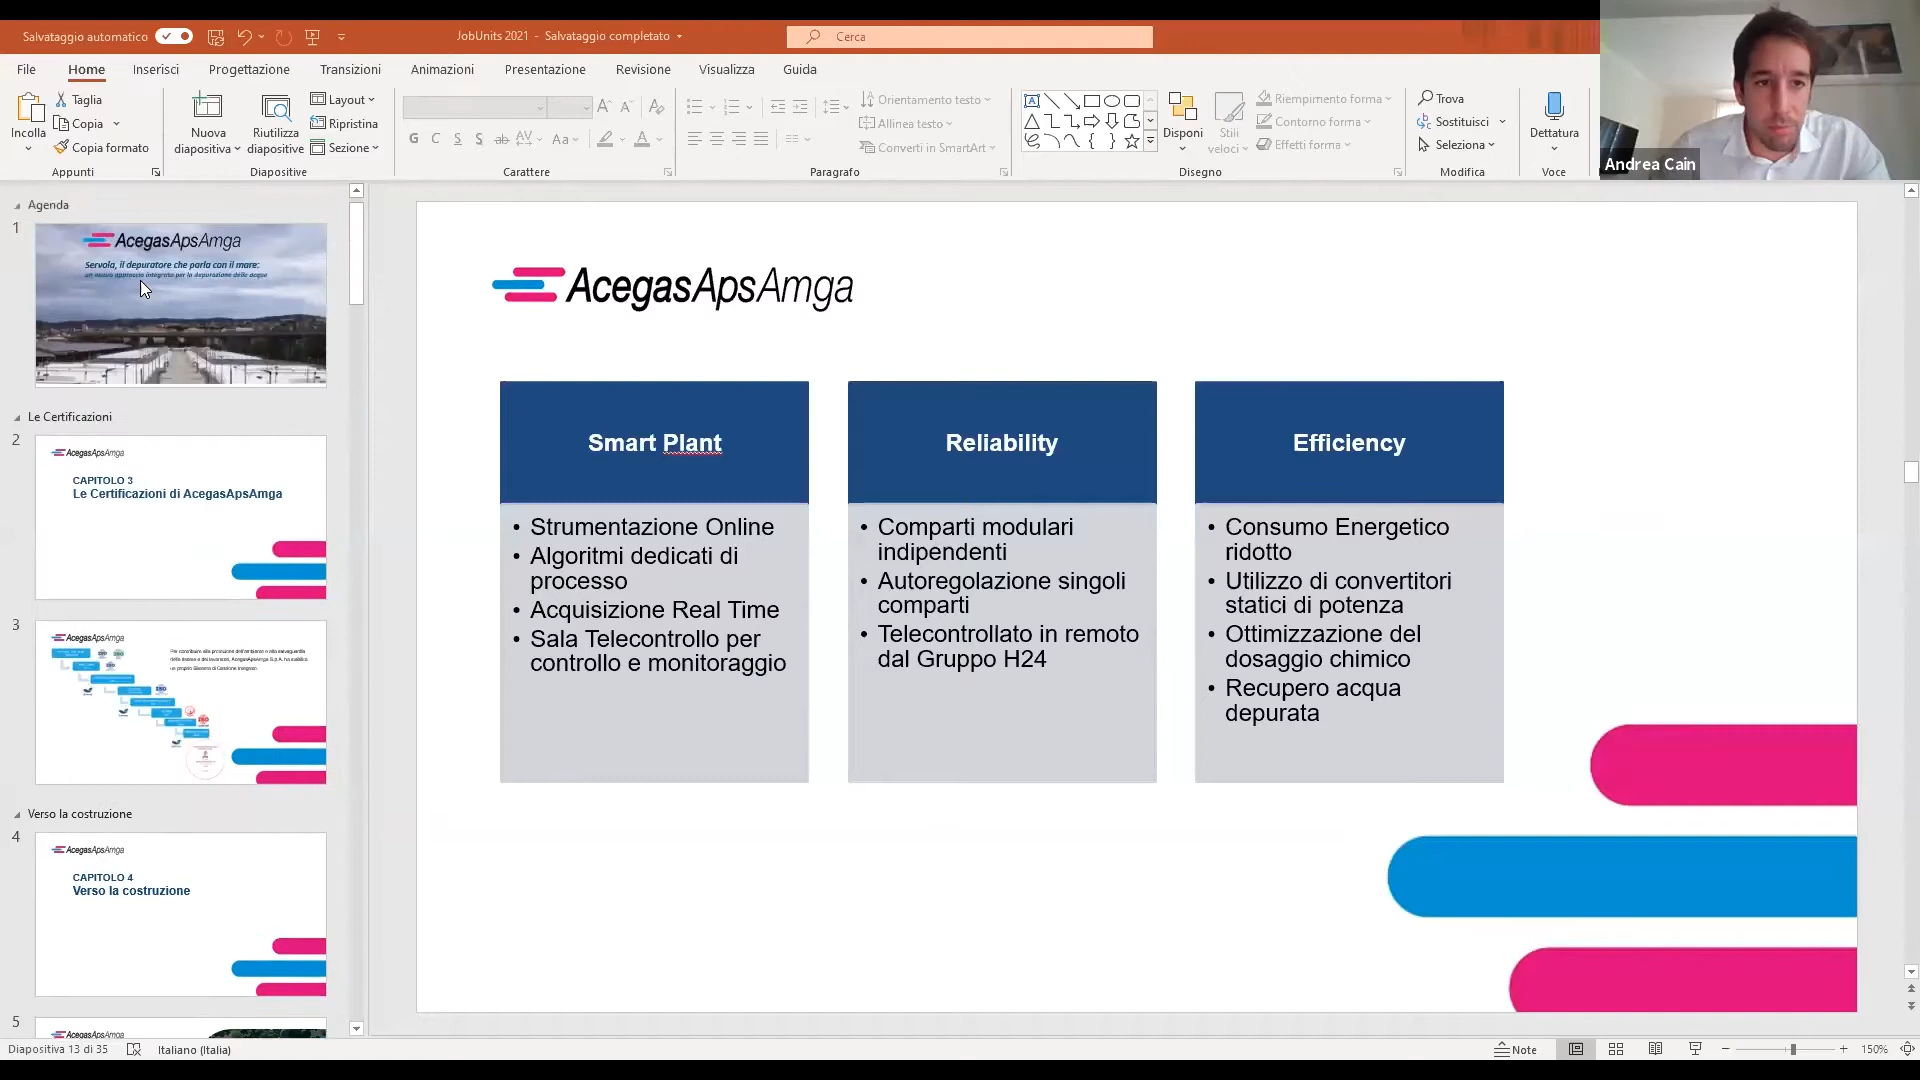 Salvataggio automatico
JobUnits 2021 - Salvataggio completato
Cerca
File Home Inserisci Progettazione Transizioni Animazioni Presentazione Revisione Visualizza Guida
Incolla
Taglia
Copia
Copia formato
Appunti
Nuova diapositiva
Riutilizza diapositive
Layout
Ripristina
Sezione
Diapositive
G C S S ab AV Aa A
Carattere
Orientamento testo
Allinea testo
Converti in SmartArt
Paragrafo
Disponi
Stili veloci
Riempimento forma
Contorno forma
Effetti forma
Disegno
Trova
Sostituisci
Seleziona
Modifica
Dettatura
Voce
Andrea Cain
Agenda
1
AcegasApsAmga
Servola, il depuratore che parla con il mare:
un nuovo approccio integrato per la depurazione delle acque
Le Certificazioni
2
AcegasApsAmga
CAPITOLO 3
Le Certificazioni di AcegasApsAmga
3
AcegasApsAmga
Verso la costruzione
4
AcegasApsAmga
CAPITOLO 4
Verso la costruzione
5
AcegasApsAmga
AcegasApsAmga
Smart Plant
• Strumentazione Online
• Algoritmi dedicati di
processo
• Acquisizione Real Time
• Sala Telecontrollo per
controllo e monitoraggio
Reliability
• Comparti modulari
indipendenti
• Autoregolazione singoli
comparti
• Telecontrollato in remoto
dal Gruppo H24
Efficiency
• Consumo Energetico
ridotto
• Utilizzo di convertitori
statici di potenza
• Ottimizzazione del
dosaggio chimico
• Recupero acqua
depurata
Diapositiva 13 di 35
Italiano (Italia)
Note
150%